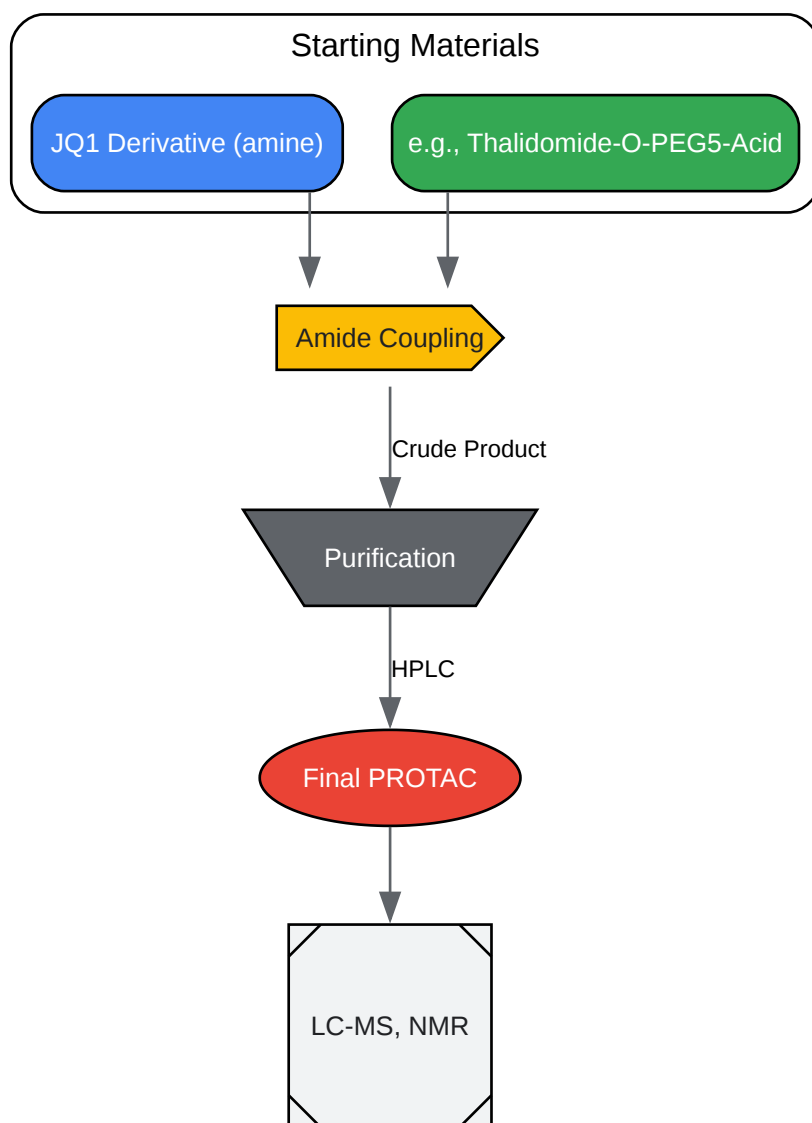 Starting Materials
JQ1 Derivative (amine)
e.g., Thalidomide-O-PEG5-Acid
Amide Coupling
Crude Product
Purification
HPLC
Final PROTAC
LC-MS, NMR